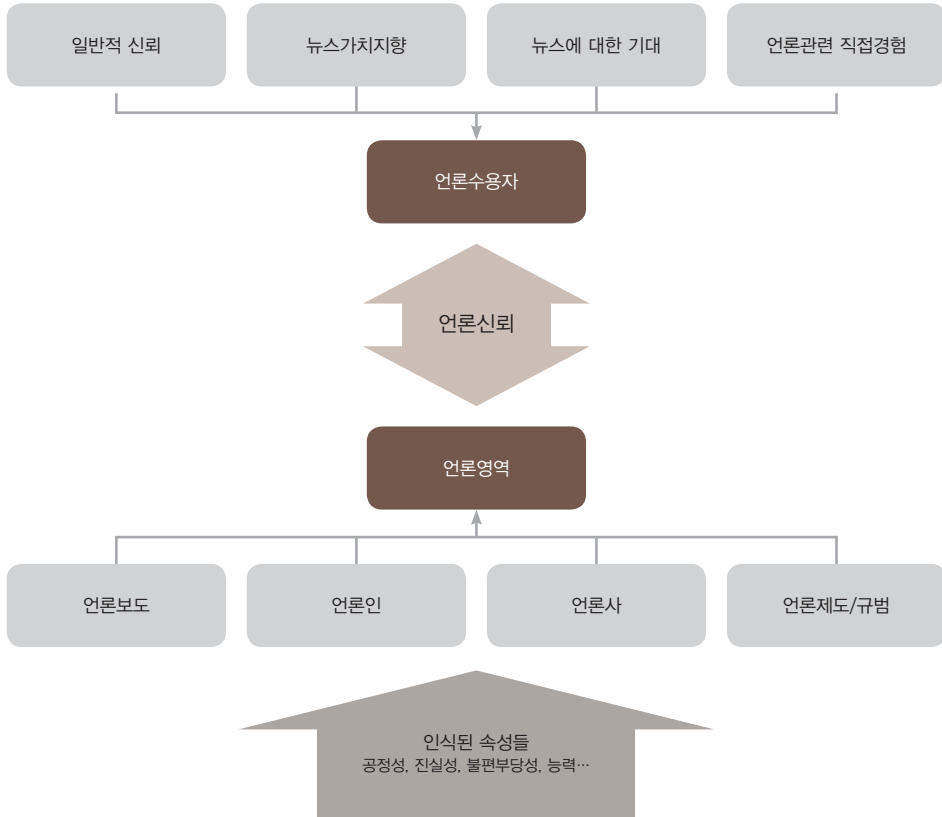 일반적 신뢰
뉴스가치지향
뉴스에 대한 기대
언론관련 직접경험
언론수용자
언론신뢰
언론영역
언론보도
언론인
언론사
언론제도/규범
인식된 속성들
공정성, 진실성, 불편부당성, 능력…